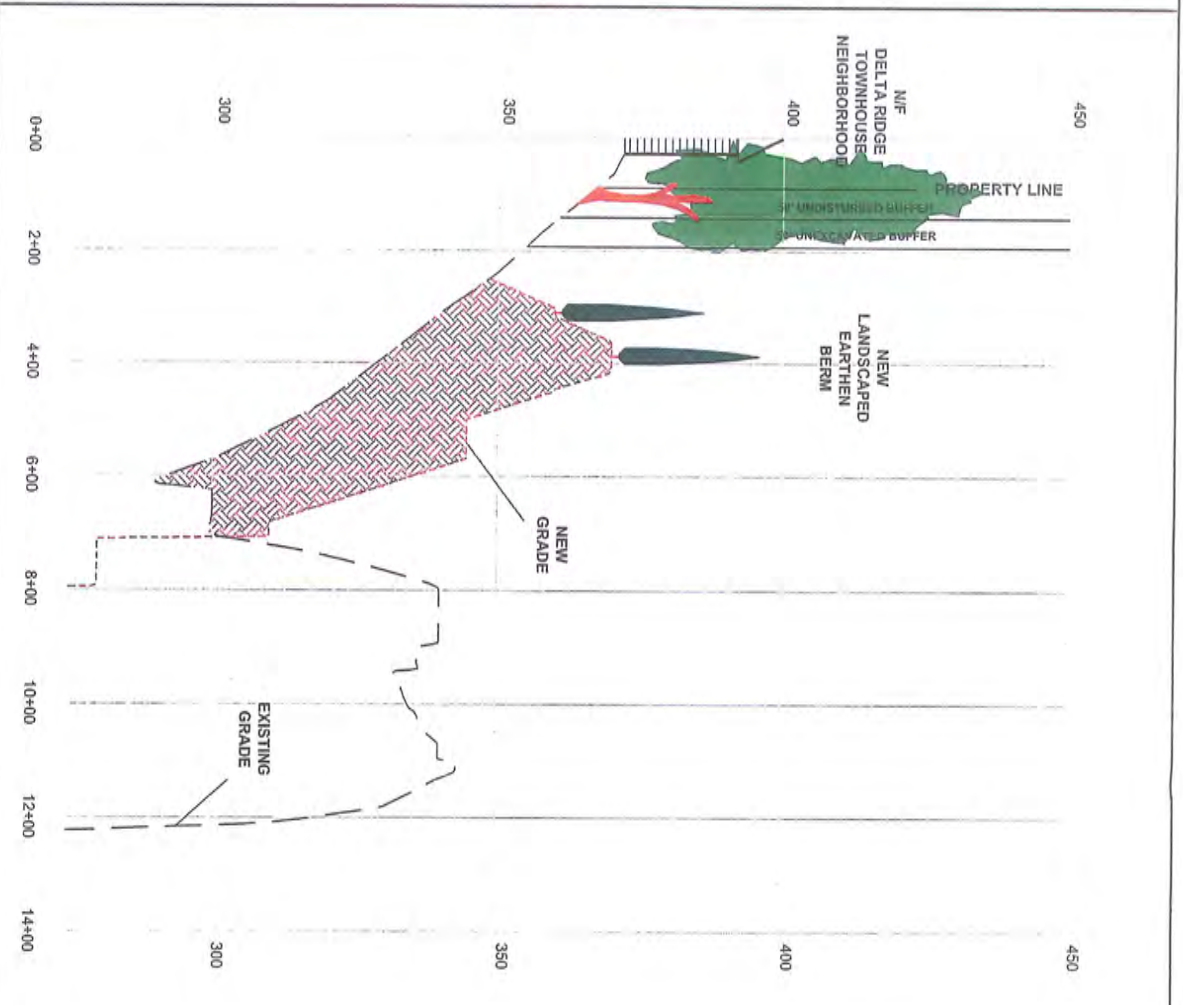 N/F
DELTA RIDGE
TOWNHOUSE
NEIGHBORHOOD
PROPERTY LINE
50' UNDISTURBED BUFFER
50' UNEXCAVATED BUFFER
NEW
LANDSCAPED
EARTHEN
BERM
NEW
GRADE
EXISTING
GRADE
450
400
350
300
450
400
350
300
0+00
2+00
4+00
6+00
8+00
10+00
12+00
14+00